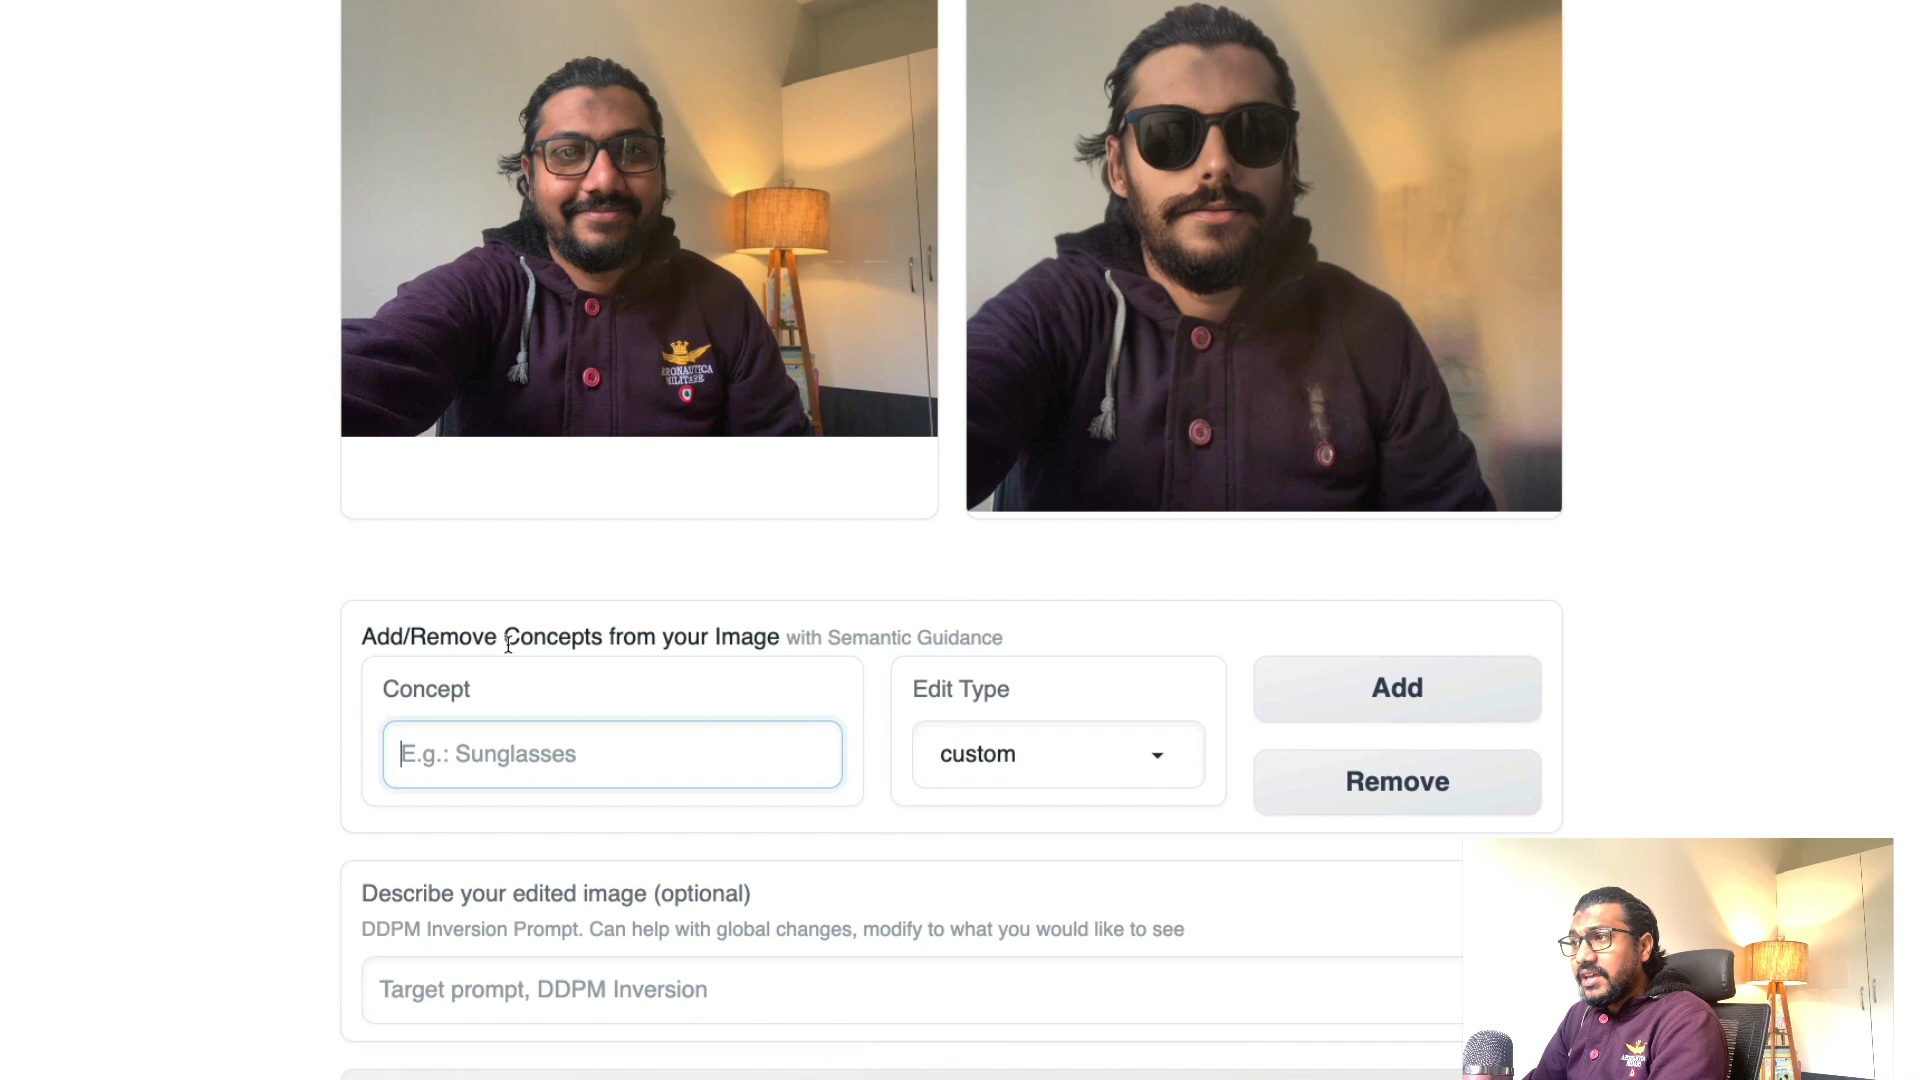 AERONAUTICA
MILITARE
Add/Remove Concepts from your Image with Semantic Guidance
Concept
E.g.: Sunglasses
Edit Type
custom
Add
Remove
Describe your edited image (optional)
DDPM Inversion Prompt. Can help with global changes, modify to what you would like to see
Target prompt, DDPM Inversion